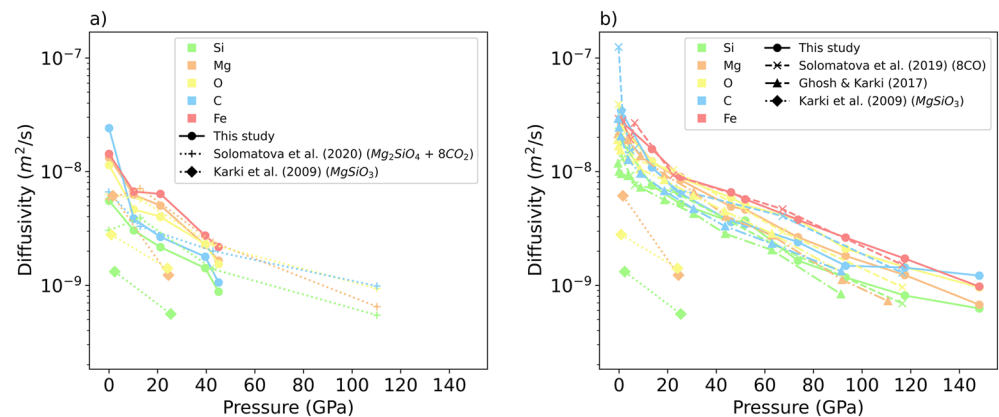 a)
Diffusivity (m²/s)
10⁻⁷
10⁻⁸
10⁻⁹
Si
Mg
O
C
Fe
This study
Solomatova et al. (2020) (Mg₂SiO₄ + 8CO₂)
Karki et al. (2009) (MgSiO₃)
0 20 40 60 80 100 120 140
Pressure (GPa)
b)
Diffusivity (m²/s)
10⁻⁷
10⁻⁸
10⁻⁹
Si
Mg
O
C
Fe
This study
Solomatova et al. (2019) (8CO)
Ghosh & Karki (2017)
Karki et al. (2009) (MgSiO₃)
0 20 40 60 80 100 120 140
Pressure (GPa)